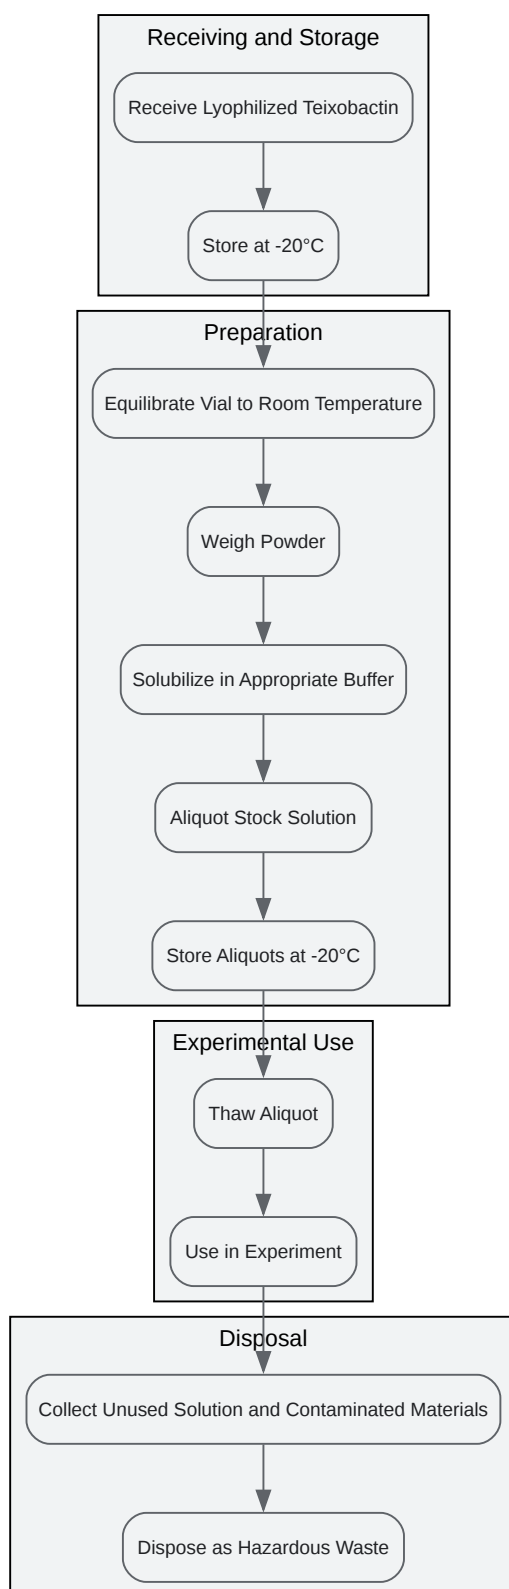 Receiving and Storage
Receive Lyophilized Teixobactin
Store at -20°C
Preparation
Equilibrate Vial to Room Temperature
Weigh Powder
Solubilize in Appropriate Buffer
Aliquot Stock Solution
Store Aliquots at -20°C
Experimental Use
Thaw Aliquot
Use in Experiment
Disposal
Collect Unused Solution and Contaminated Materials
Dispose as Hazardous Waste